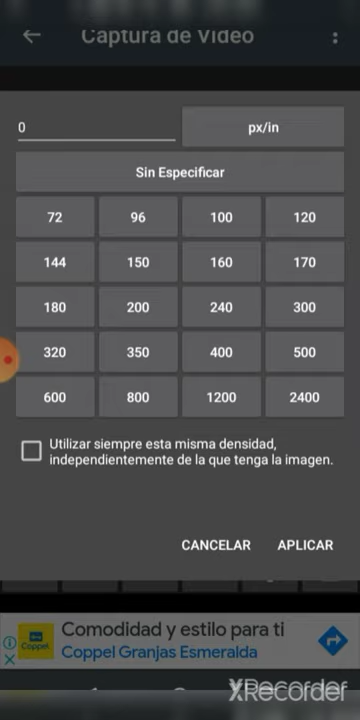 Captura de Video
0
px/in
Sin Especificar
72 96 100 120
144 150 160 170
180 200 240 300
320 350 400 500
600 800 1200 2400
Utilizar siempre esta misma densidad,
independientemente de la que tenga la imagen.
CANCELAR APLICAR
Comodidad y estilo para ti
Coppel
Coppel Granjas Esmeralda
XRecorder